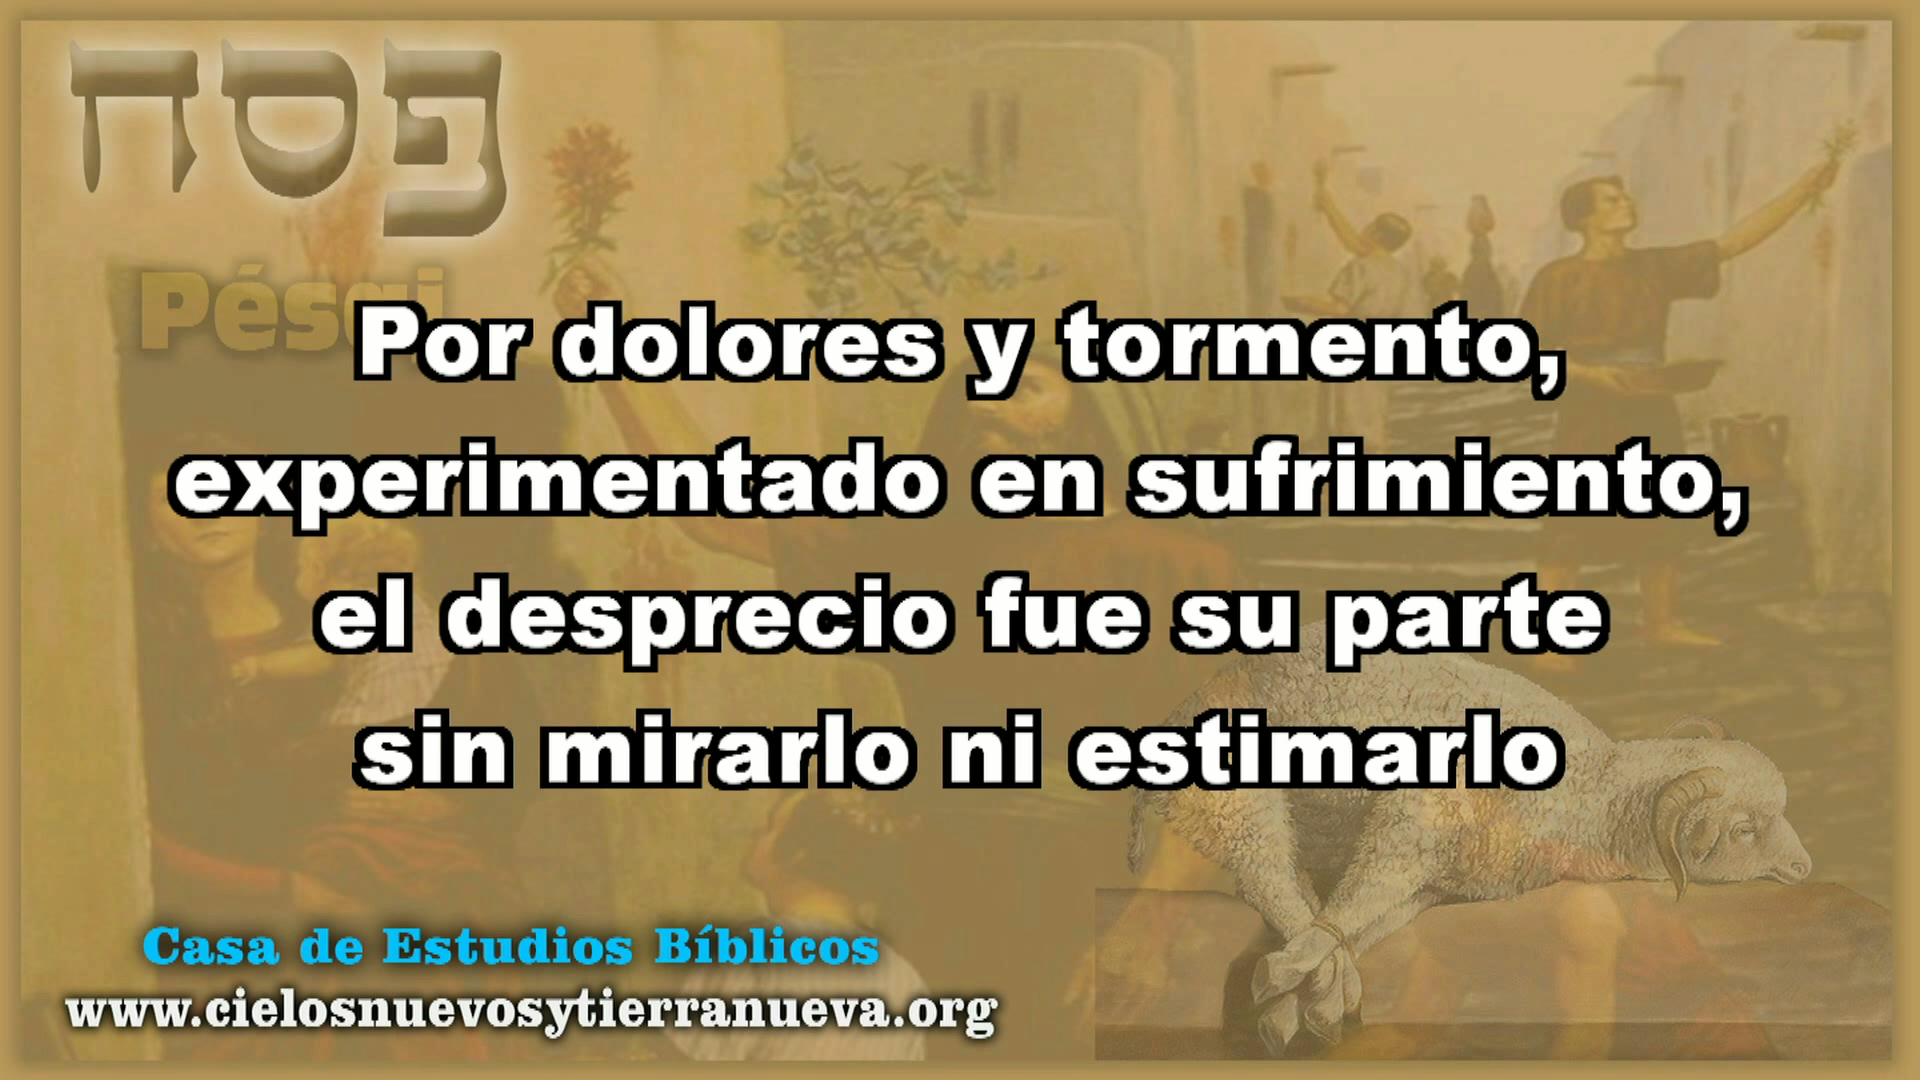 פסח
Por dolores y tormento,
experimentado en sufrimiento,
el desprecio fue su parte
sin mirarlo ni estimarlo
Casa de Estudios Bíblicos
www.cielosnuevosytierranueva.org